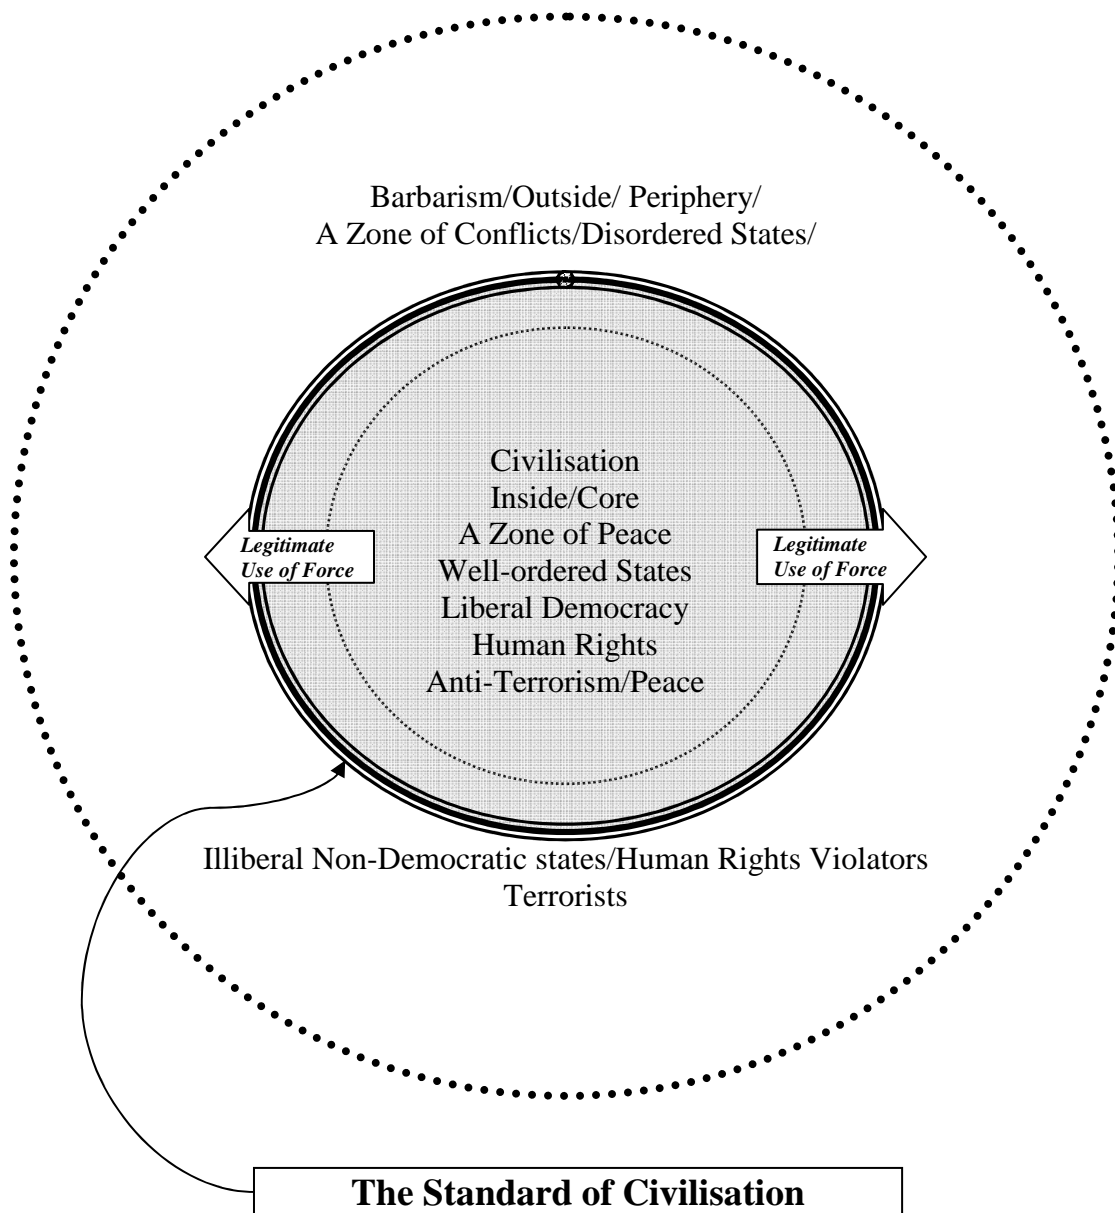 Barbarism/Outside/ Periphery/
A Zone of Conflicts/Disordered States/
Civilisation
Inside/Core
A Zone of Peace
Well-ordered States
Liberal Democracy
Human Rights
Anti-Terrorism/Peace
Legitimate
Use of Force
Legitimate
Use of Force
Illiberal Non-Democratic states/Human Rights Violators
Terrorists
The Standard of Civilisation